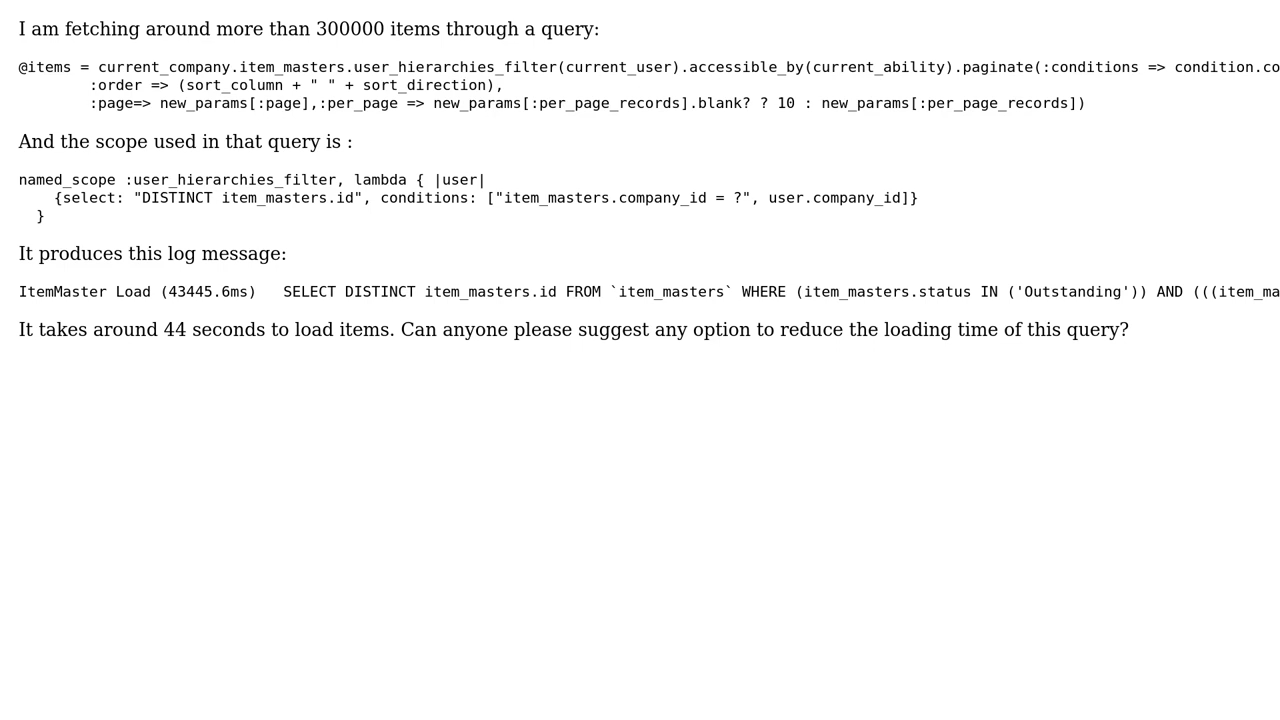 I am fetching around more than 300000 items through a query:
@items = current_company.item_masters.user_hierarchies_filter(current_user).accessible_by(current_ability).paginate(:conditions => condition.co
:order => (sort_column + " " + sort_direction),
:page=> new_params[:page],:per_page => new_params[:per_page_records].blank? ? 10 : new_params[:per_page_records])
And the scope used in that query is :
named_scope :user_hierarchies_filter, lambda { |user|
{select: "DISTINCT item_masters.id", conditions: ["item_masters.company_id = ?", user.company_id]}
}
It produces this log message:
ItemMaster Load (43445.6ms)   SELECT DISTINCT item_masters.id FROM `item_masters` WHERE (item_masters.status IN ('Outstanding')) AND (((item_ma
It takes around 44 seconds to load items. Can anyone please suggest any option to reduce the loading time of this query?